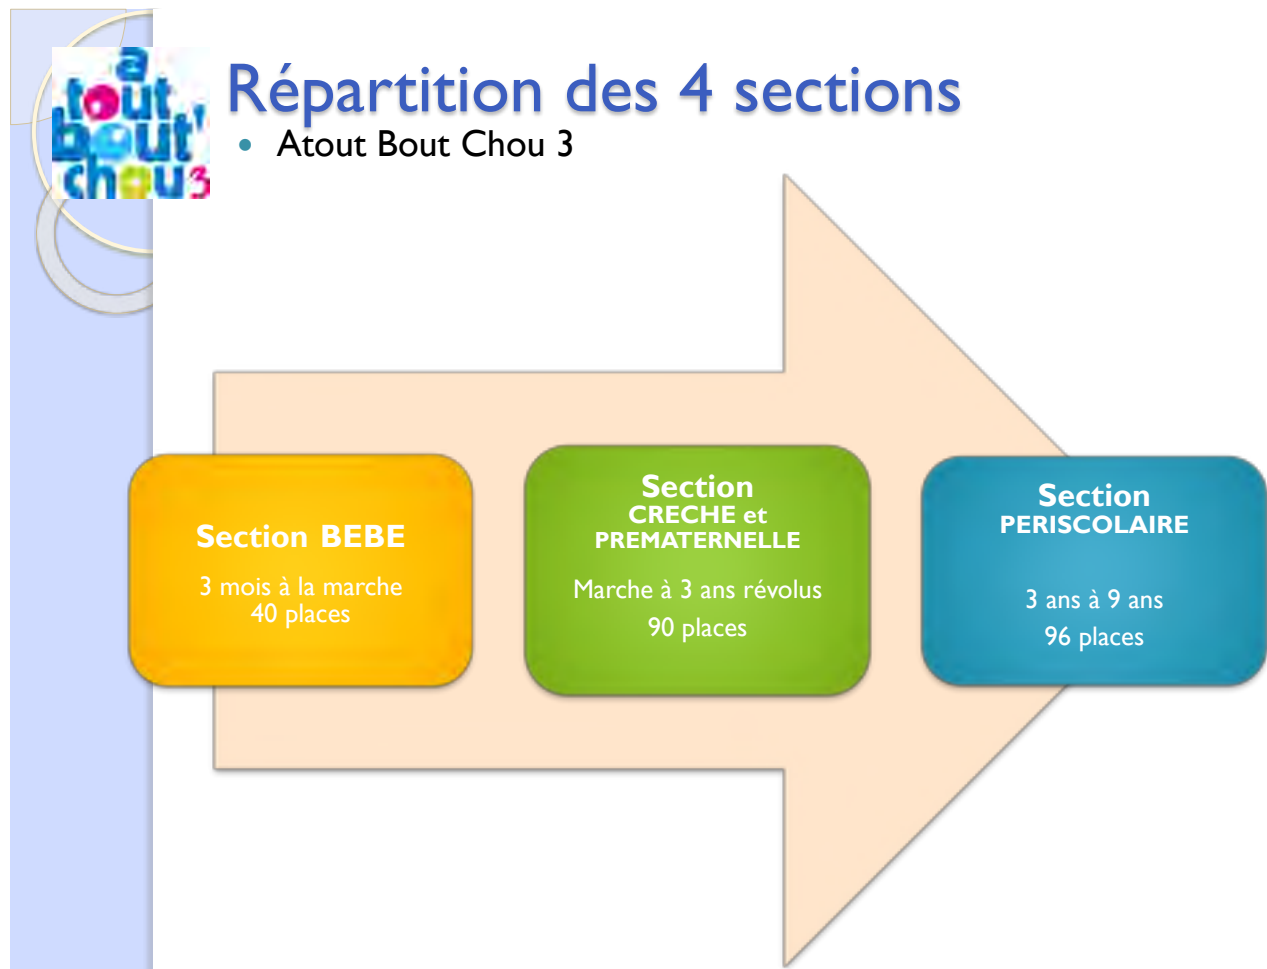 a
tout
bout'
chou3
Répartition des 4 sections
• Atout Bout Chou 3
Section BEBE
3 mois à la marche
40 places
Section
CRECHE et
PREMATERNELLE
Marche à 3 ans révolus
90 places
Section
PERISCOLAIRE
3 ans à 9 ans
96 places